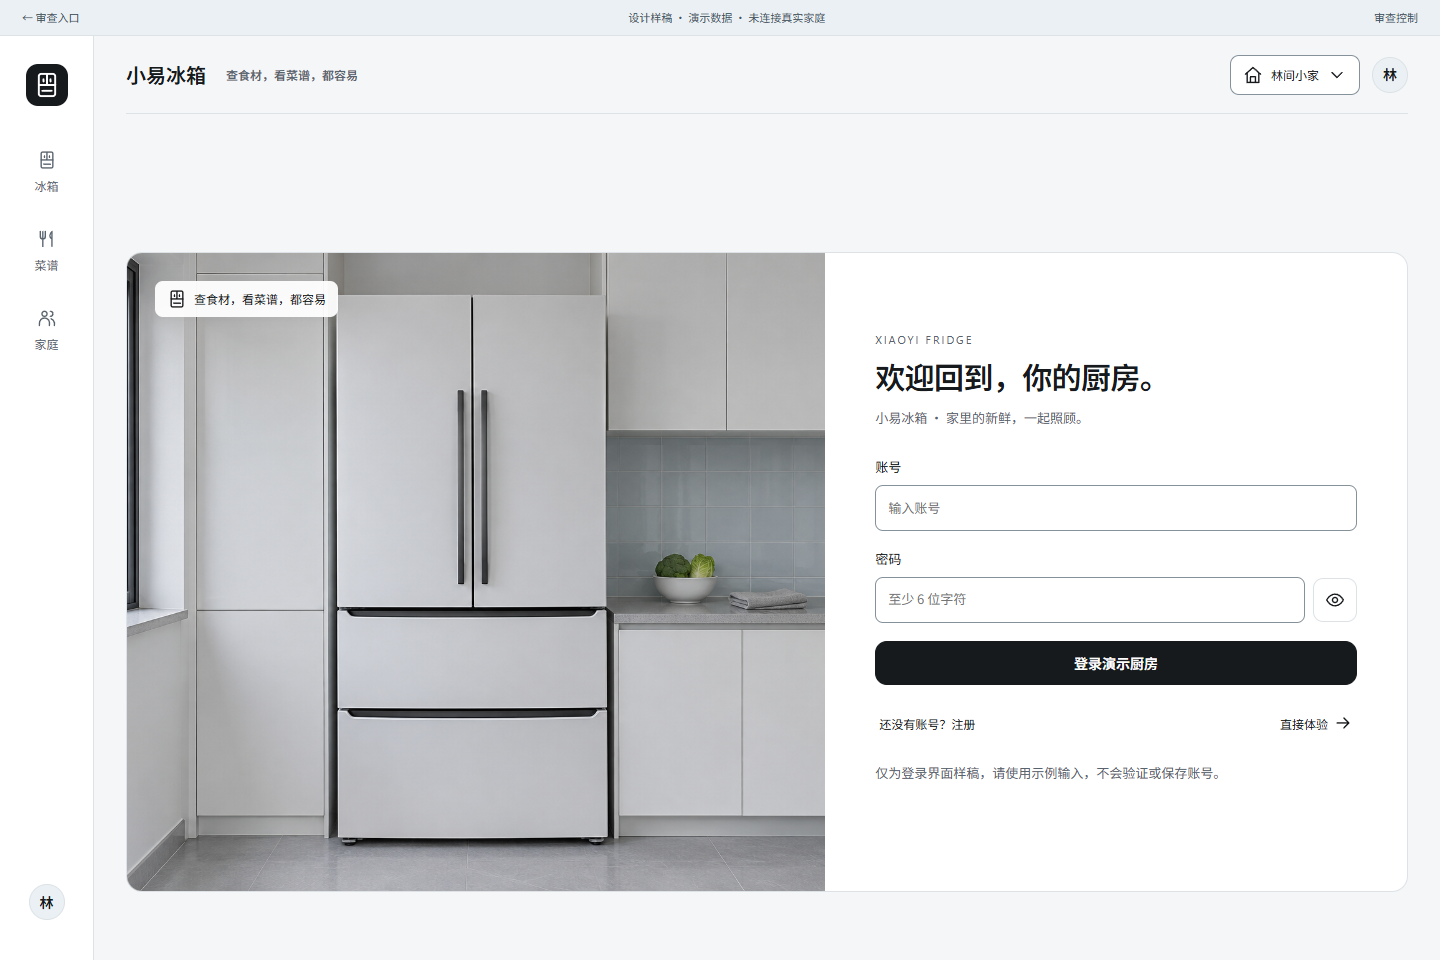 ← 审查入口
设计样稿 · 演示数据 · 未连接真实家庭
审查控制
小易冰箱
查食材，看菜谱，都容易
林间小家
林
冰箱
菜谱
家庭
查食材，看菜谱，都容易
XIAOYI FRIDGE
欢迎回到，你的厨房。
小易冰箱 · 家里的新鲜，一起照顾。
账号
输入账号
密码
至少 6 位字符
登录演示厨房
还没有账号？注册
直接体验 →
仅为登录界面样稿，请使用示例输入，不会验证或保存账号。
林